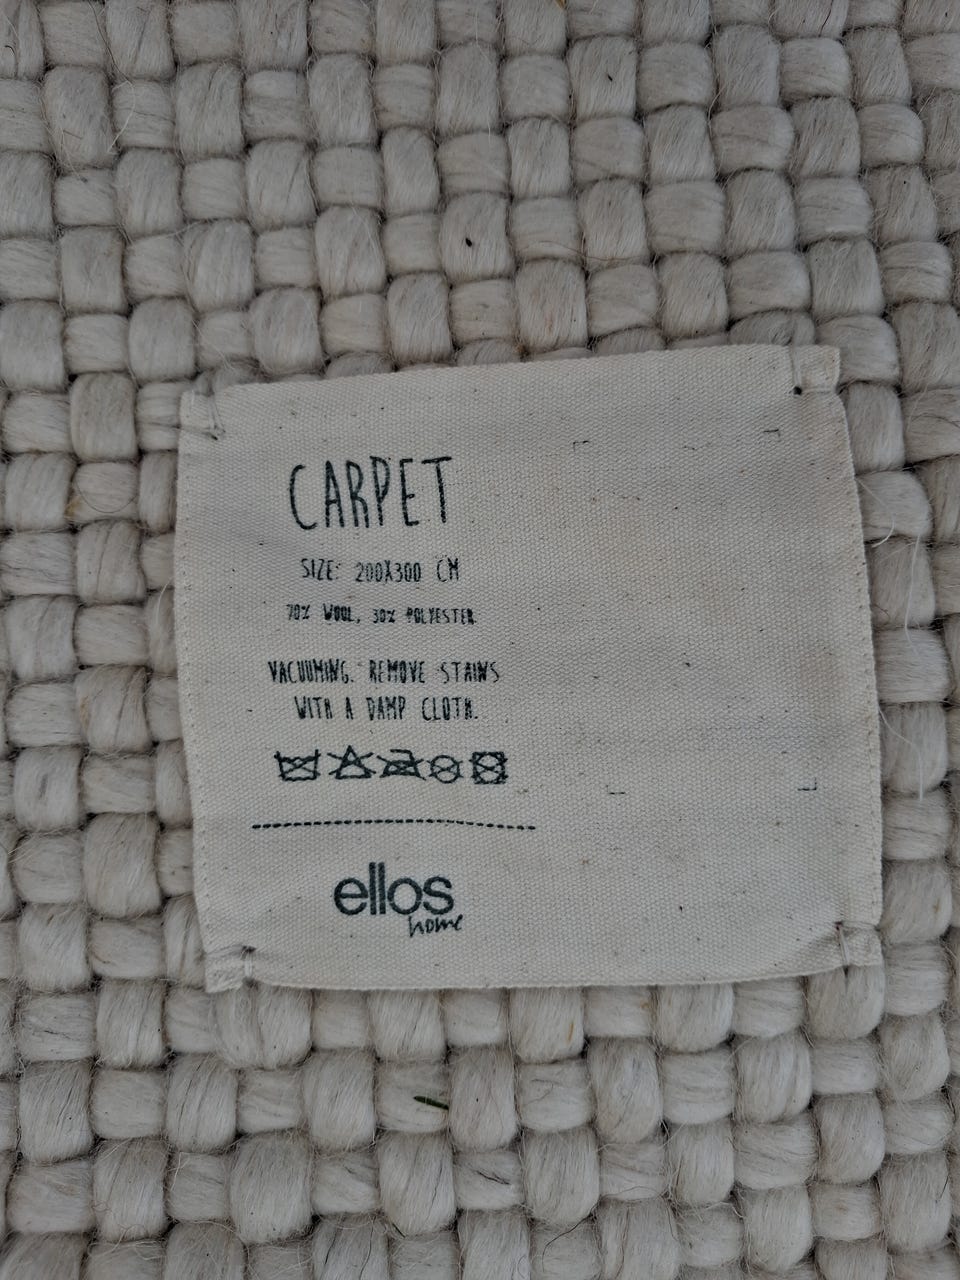 CARPET
SIZE: 200X300 CM
70% WOOL, 30% POLYESTER
VACUUMING. REMOVE STAINS
WITH A DAMP CLOTH.
ellos
home